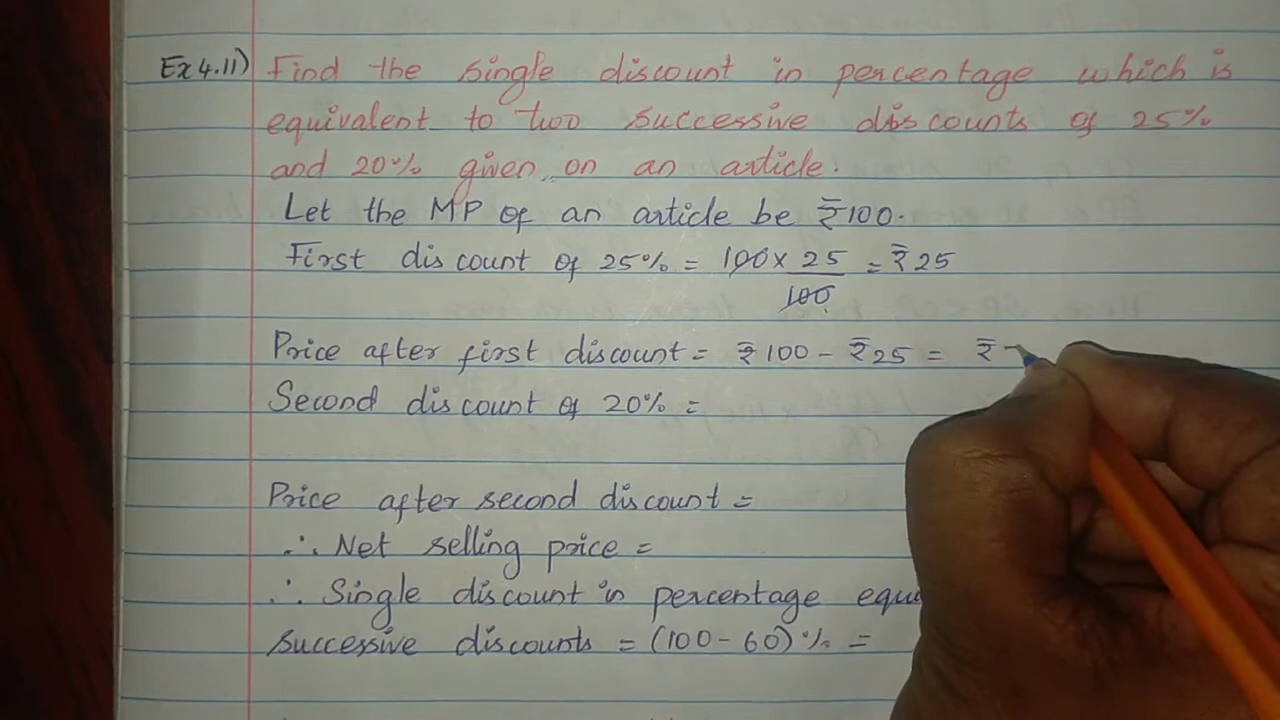 Ex 4.11) Find the single discount in percentage which is
equivalent to two successive discounts of 25%
and 20% given on an article.
Let the MP of an article be ₹100.
First discount of 25% = 100 × 25 = ₹25
100
Price after first discount = ₹100 - ₹25 = ₹
Second discount of 20% =
Price after second discount =
∴ Net selling price =
∴ Single discount in percentage equ
successive discounts = (100 - 60)% =